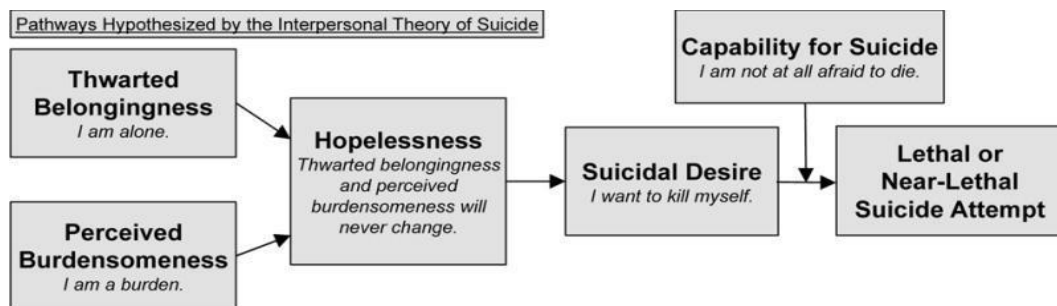 Pathways Hypothesized by the Interpersonal Theory of Suicide
Thwarted
Belongingness
I am alone.
Perceived
Burdensomeness
I am a burden.
Hopelessness
Thwarted belongingness
and perceived
burdensomeness will
never change.
Suicidal Desire
I want to kill myself.
Capability for Suicide
I am not at all afraid to die.
Lethal or
Near-Lethal
Suicide Attempt